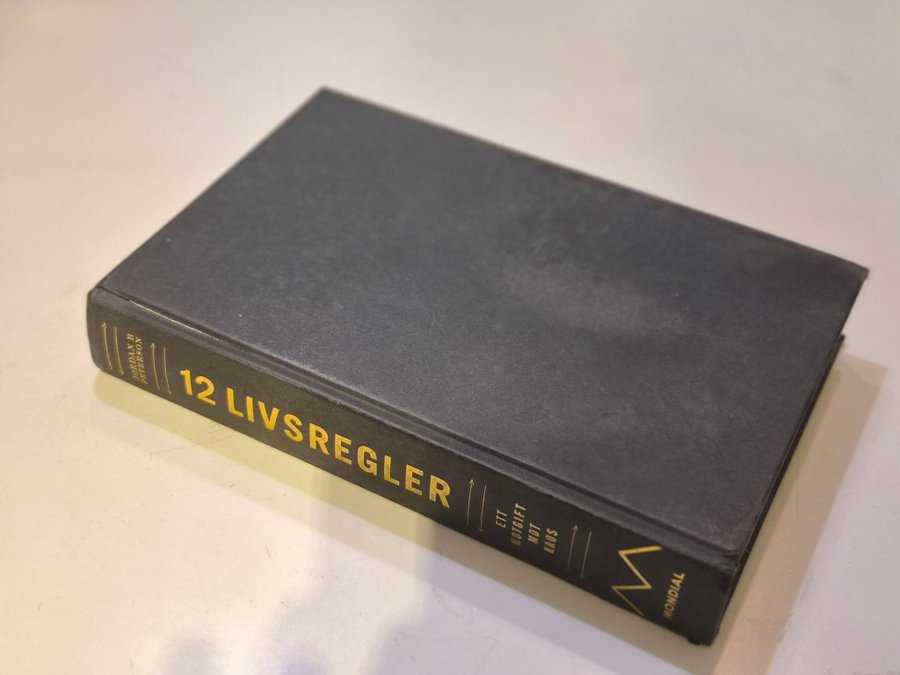 JORDAN B
PETERSON
12 LIVSREGLER
ETT
MOTGIFT
MOT
KAOS
MONDIAL